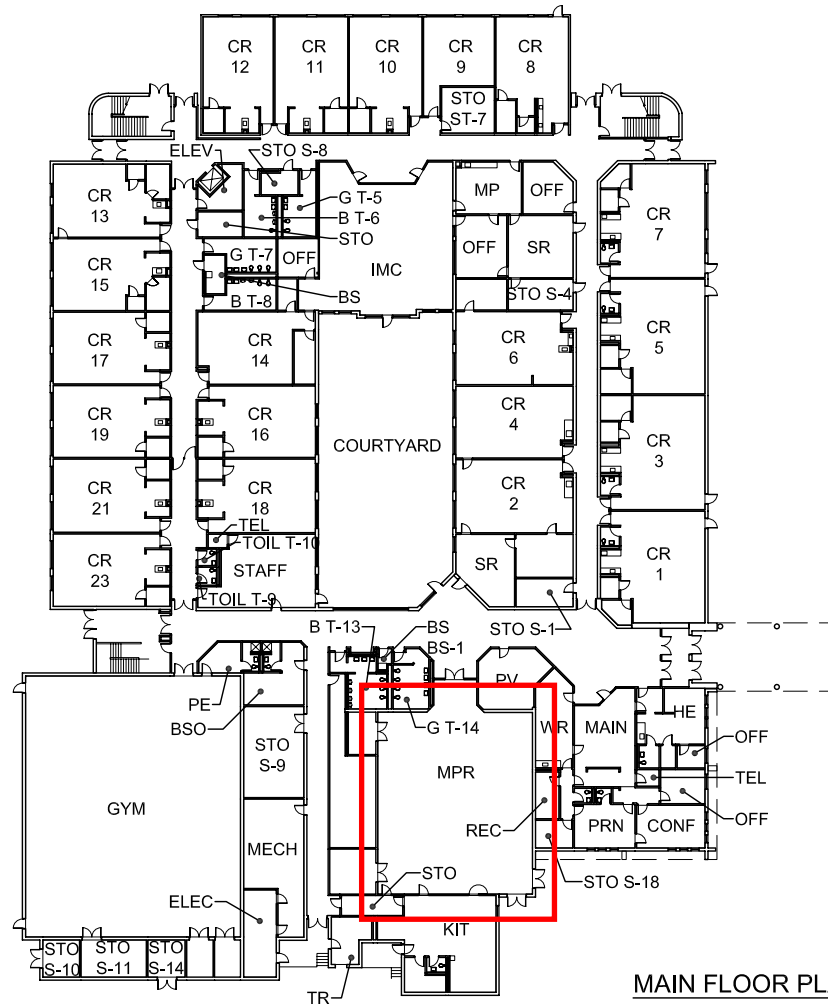 CR
12
CR
11
CR
10
CR
9
CR
8
STO
ST-7
ELEV
STO S-8
G T-5
B T-6
STO
MP
OFF
CR
13
CR
7
G T-7
OFF
IMC
OFF
SR
CR
15
B T-8
BS
STO S-4
CR
17
CR
14
CR
6
CR
5
CR
19
CR
16
COURTYARD
CR
4
CR
3
CR
21
CR
18
CR
2
TEL
TOIL T-10
CR
23
STAFF
SR
CR
1
TOIL T-9
STO S-1
B T-13
BS
BS-1
PE
PV
BSO
G T-14
WR
MAIN
HE
OFF
STO
S-9
MPR
TEL
GYM
REC
PRN
CONF
OFF
MECH
STO
STO S-18
ELEC
KIT
STO
S-10
STO
S-11
STO
S-14
TR
MAIN FLOOR PL